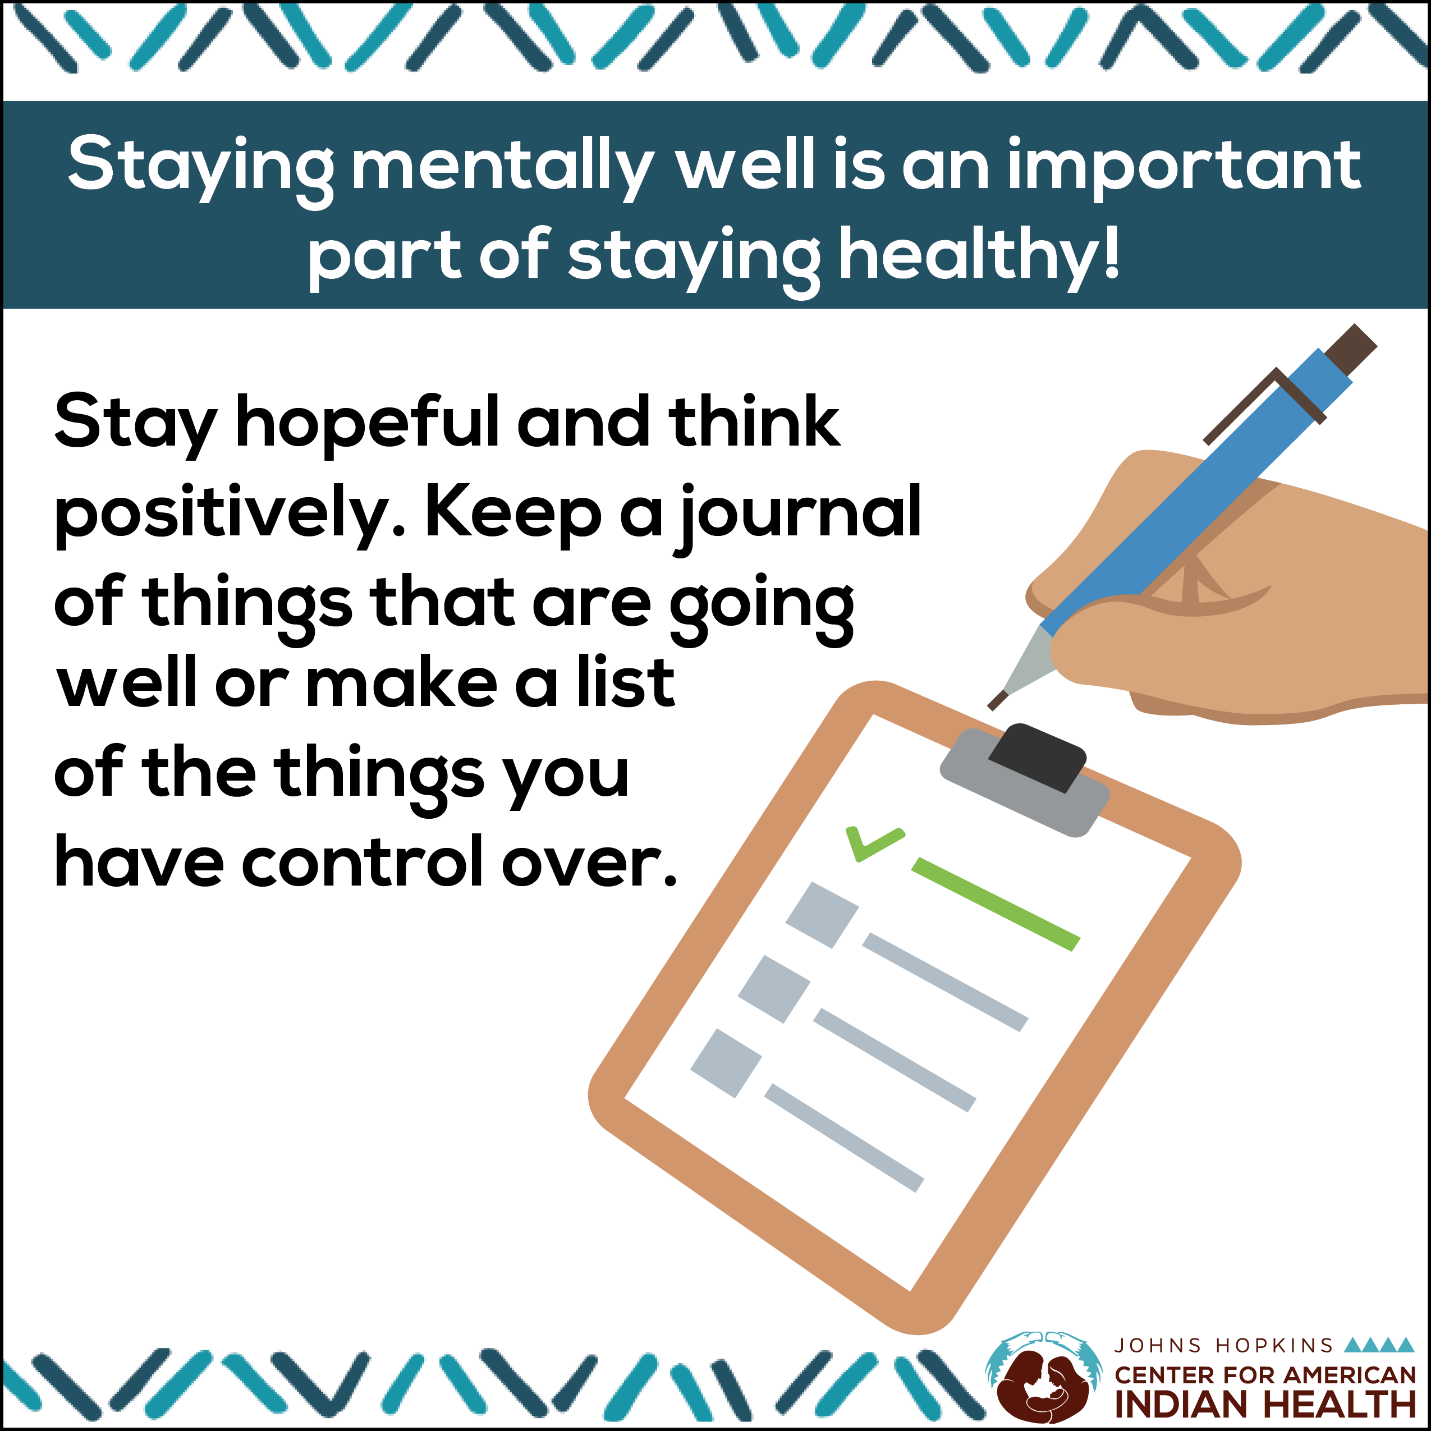 Staying mentally well is an important
part of staying healthy!
Stay hopeful and think
positively. Keep a journal
of things that are going
well or make a list
of the things you
have control over.
JOHNS HOPKINS
CENTER FOR AMERICAN
INDIAN HEALTH